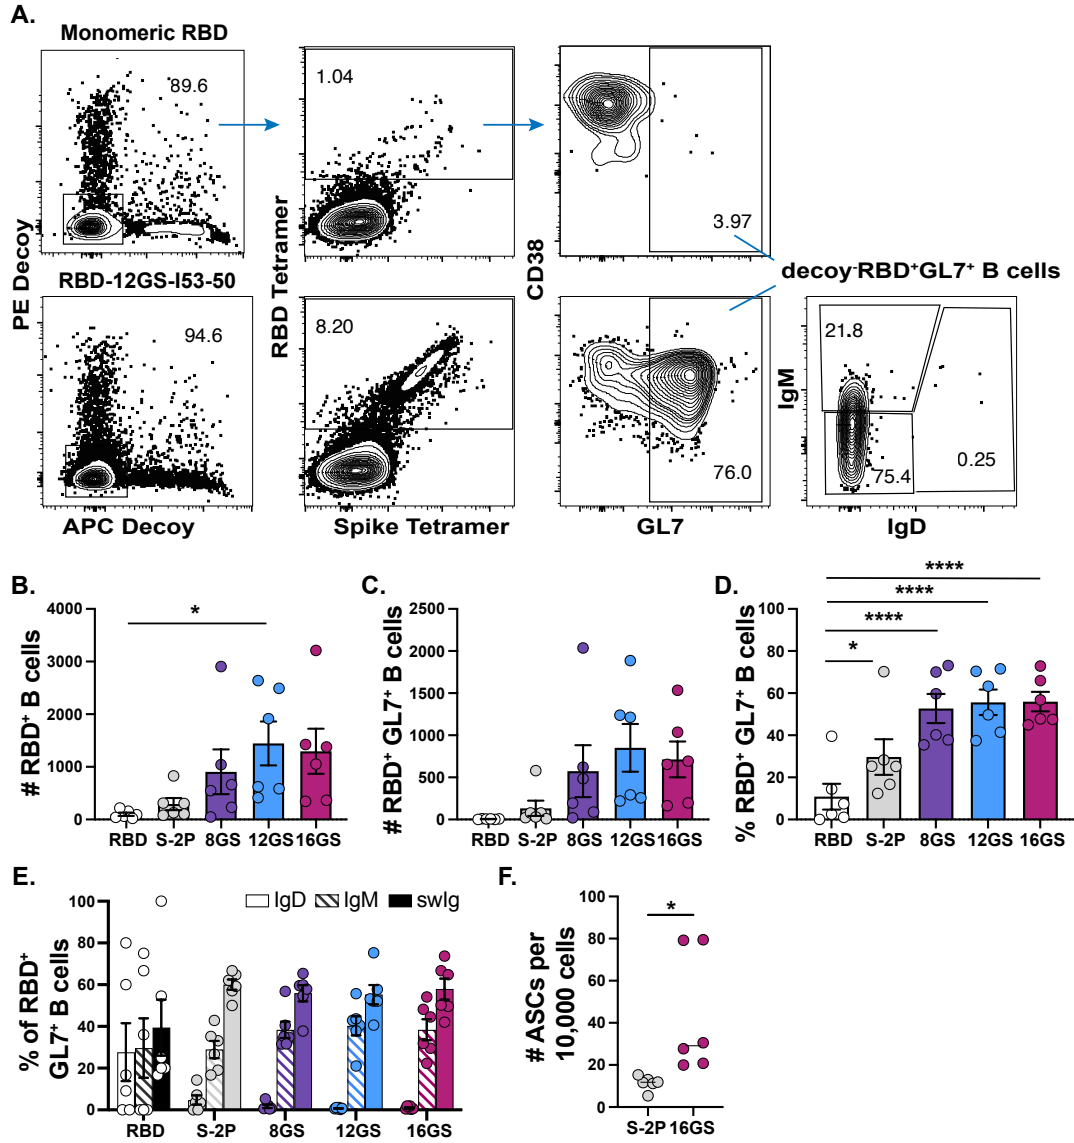 A.
Monomeric RBD
89.6
1.04
3.97
PE Decoy
RBD Tetramer
CD38
RBD-12GS-I53-50
decoy-RBD+GL7+ B cells
94.6
8.20
76.0
21.8
75.4
0.25
IgM
APC Decoy
Spike Tetramer
GL7
IgD
B.
# RBD+ B cells
4000
3000
2000
1000
0
*
RBD S-2P 8GS 12GS 16GS
C.
# RBD+ GL7+ B cells
2500
2000
1500
1000
500
0
RBD S-2P 8GS 12GS 16GS
D.
% RBD+ GL7+ B cells
100
80
60
40
20
0
****
****
****
*
RBD S-2P 8GS 12GS 16GS
E.
IgD IgM swIg
% of RBD+
GL7+ B cells
100
80
60
40
20
0
RBD S-2P 8GS 12GS 16GS
F.
# ASCs per
10,000 cells
100
80
60
40
20
0
*
S-2P 16GS